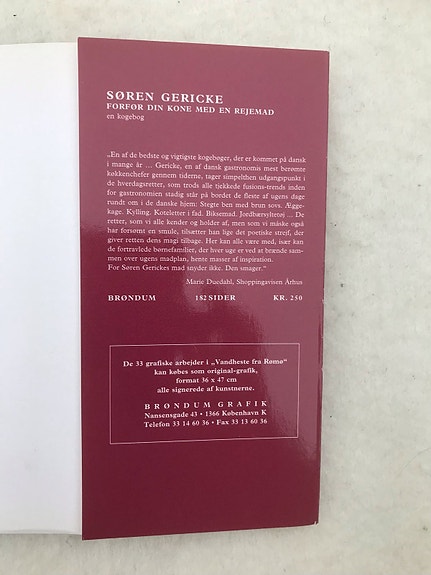 SØREN GERICKE
FORFØR DIN KONE MED EN REJEMAD
en kogebog
„En af de bedste og vigtigste kogebøger, der er kommet på dansk
i mange år ... Gericke, en af dansk gastronomis mest berømte
køkkenchefer gennem tiderne, tager simpelthen udgangspunkt i
de hverdagsretter, som trods alle tjekkede fusions-trends inden
for gastronomien stadig står på bordet de fleste af ugens dage
rundt om i de danske hjem: Stegte ben med brun sovs. Ægge-
kage. Kylling. Koteletter i fad. Biksemad. Jordbærsyltetøj ... De
retter, som vi alle kender og holder af, men som vi måske også
har forsømt en smule, tilsætter han lige det poetiske strejf, der
giver retten dens magi tilbage. Her kan alle være med, især kan
de fortravlede børnefamilier, der hver uge er ved at brænde sam-
men over ugens madplan, hente masser af inspiration.
For Søren Gerickes mad snyder ikke. Den smager.“
Marie Duedahl, Shoppingavisen Århus
BRØNDUM 182 SIDER KR. 250
De 33 grafiske arbejder i „Vandheste fra Rømø“
kan købes som original-grafik,
format 36 x 47 cm
alle signerede af kunstnerne.
BRØNDUM GRAFIK
Nansensgade 43 • 1366 København K
Telefon 33 14 60 36 • Fax 33 13 60 36